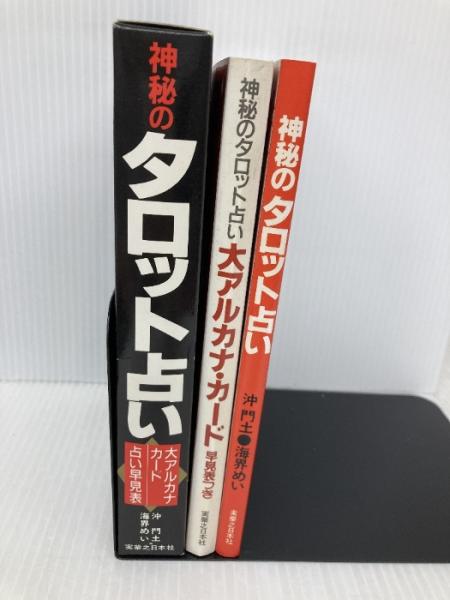 神秘の
タロット占い
大アルカナ
カード
占い早見表
沖 門土
海界めい
実業之日本社
神秘のタロット占い
大アルカナ・カード
早見表つき
実業之日本社
神秘の
タロット占い
沖 門土●海界めい
実業之日本社